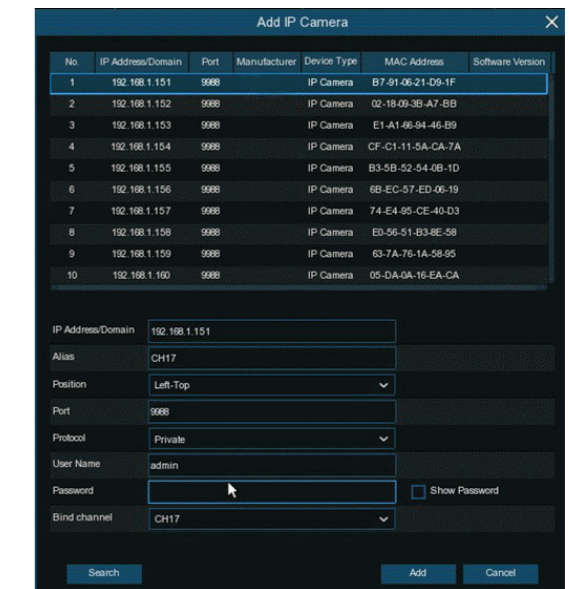 Add IP Camera
No. IP Address/Domain Port Manufacturer Device Type MAC Address Software Version
1 192.168.1.151 9988 IP Camera B7-91-06-21-D9-1F
2 192.168.1.152 9988 IP Camera 02-18-09-3B-A7-BB
3 192.168.1.153 9988 IP Camera E1-A1-66-94-46-B9
4 192.168.1.154 9988 IP Camera CF-C1-11-5A-CA-7A
5 192.168.1.155 9988 IP Camera B3-5B-52-54-0B-1D
6 192.168.1.156 9988 IP Camera 6B-EC-57-ED-06-19
7 192.168.1.157 9988 IP Camera 74-E4-95-CE-40-D3
8 192.168.1.158 9988 IP Camera E0-56-51-B3-8E-58
9 192.168.1.159 9988 IP Camera 63-7A-76-1A-58-95
10 192.168.1.160 9988 IP Camera 05-DA-0A-16-EA-CA
IP Address/Domain 192.168.1.151
Alias CH17
Position Left-Top
Port 9988
Protocol Private
User Name admin
Password Show Password
Bind channel CH17
Search Add Cancel